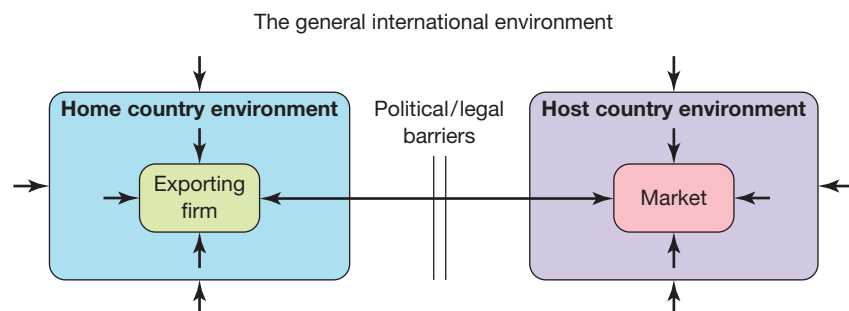 The general international environment
Home country environment
Political/legal
barriers
Host country environment
Exporting
firm
Market